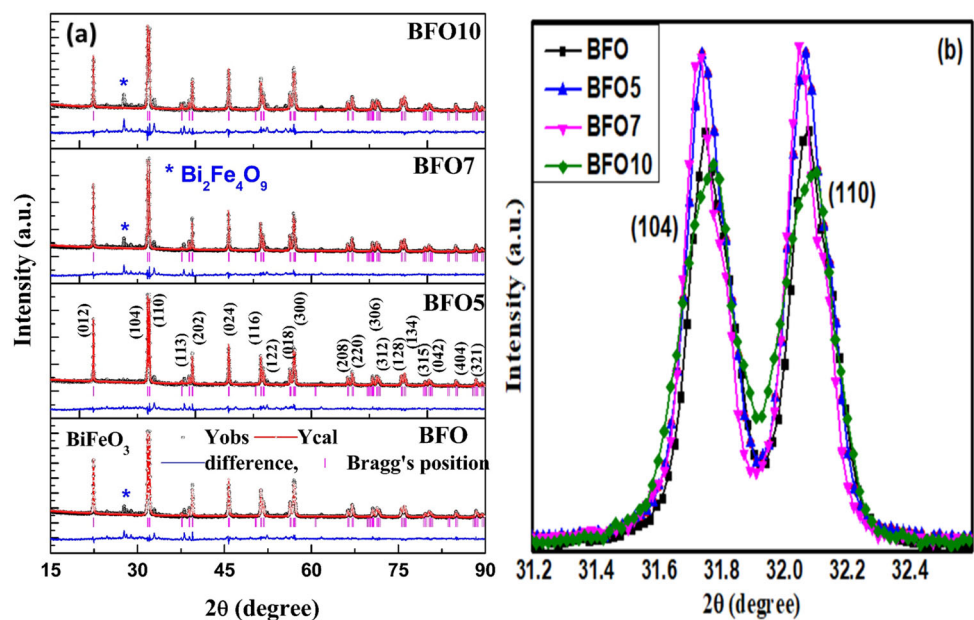 (a)
BFO10
*
BFO7
* Bi₂Fe₄O₉
*
BFO5
(012)
(104)
(110)
(113)
(202)
(024)
(116)
(122)
(018)
(300)
(208)
(220)
(306)
(312)
(128)
(134)
(315)
(042)
(404)
(321)
BFO
BiFeO₃
Yobs Ycal
difference, Bragg's position
*
15 30 45 60 75 90
2θ (degree)
Intensity (a.u.)
(b)
BFO
BFO5
BFO7
BFO10
(104)
(110)
31.2 31.4 31.6 31.8 32.0 32.2 32.4
2θ (degree)
Intensity (a.u.)